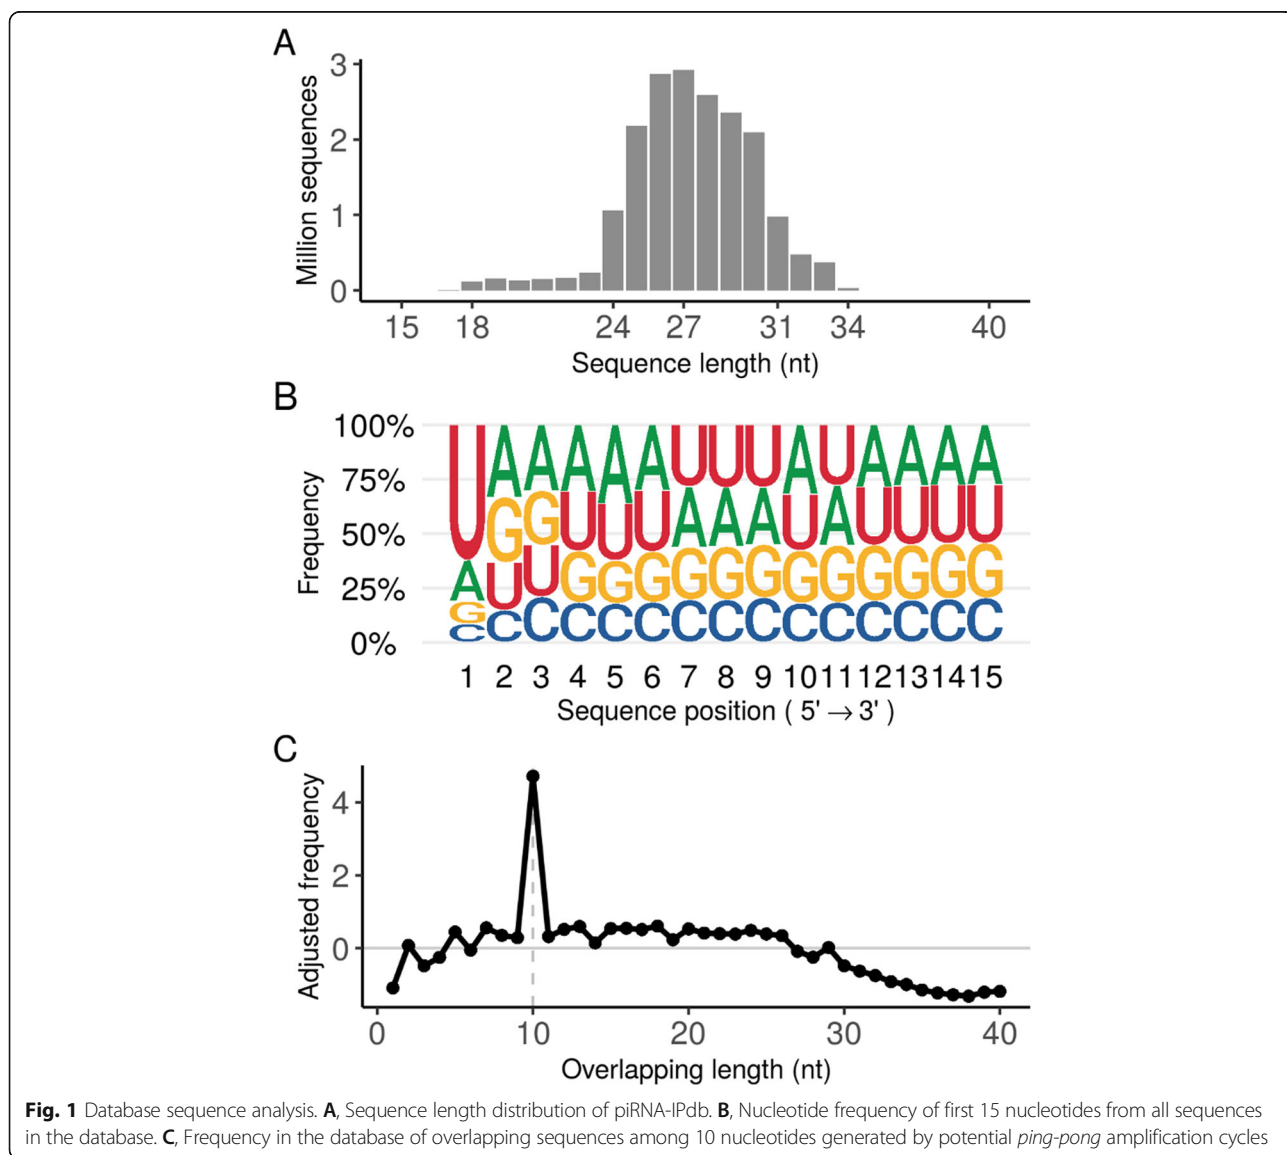 A
Million sequences
3
2
1
0
15 18 24 27 31 34 40
Sequence length (nt)
B
Frequency
100%
75%
50%
25%
0%
U A A A A A U U U A U A A A A
A G G U U U A A A U A U U U U
G U U G G G G G G G G G G G G
C C C C C C C C C C C C C C C
1 2 3 4 5 6 7 8 9 10 11 12 13 14 15
Sequence position ( 5' → 3' )
C
Adjusted frequency
4
2
0
0 10 20 30 40
Overlapping length (nt)
Fig. 1 Database sequence analysis. A, Sequence length distribution of piRNA-IPdb. B, Nucleotide frequency of first 15 nucleotides from all sequences
in the database. C, Frequency in the database of overlapping sequences among 10 nucleotides generated by potential ping-pong amplification cycles